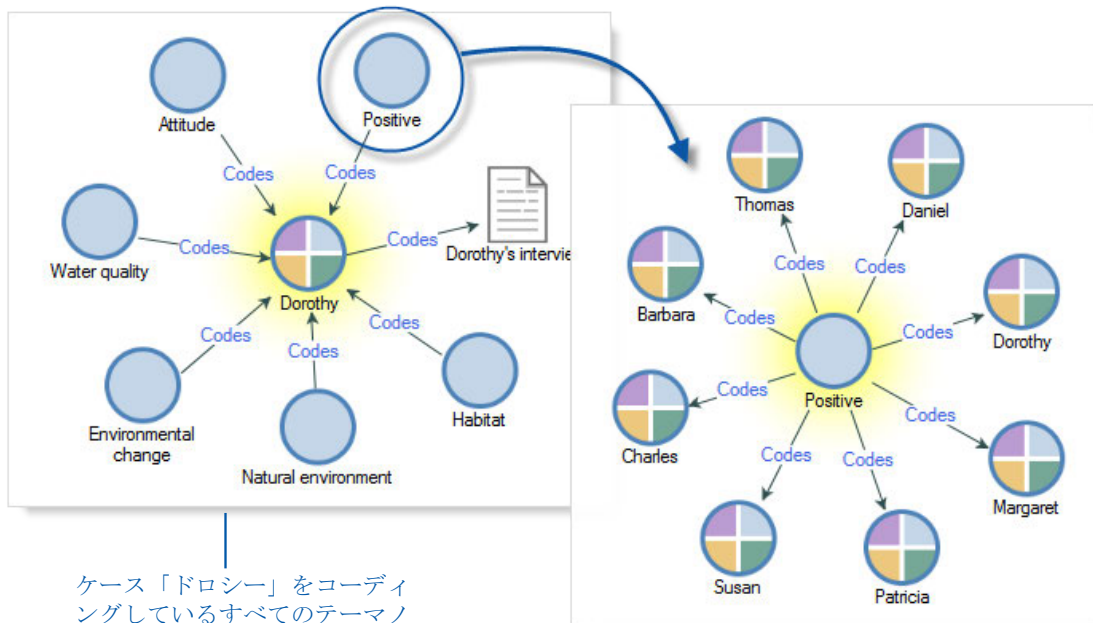 Attitude
Positive
Codes
Codes
Water quality
Codes
Codes
Dorothy's intervie
Dorothy
Codes
Codes
Codes
Environmental
change
Natural environment
Habitat
Thomas
Daniel
Codes
Codes
Barbara
Codes
Codes
Dorothy
Positive
Codes
Codes
Charles
Codes
Codes
Margaret
Susan
Patricia
ケース「ドロシー」をコーディ
ングしているすべてのテーマノ